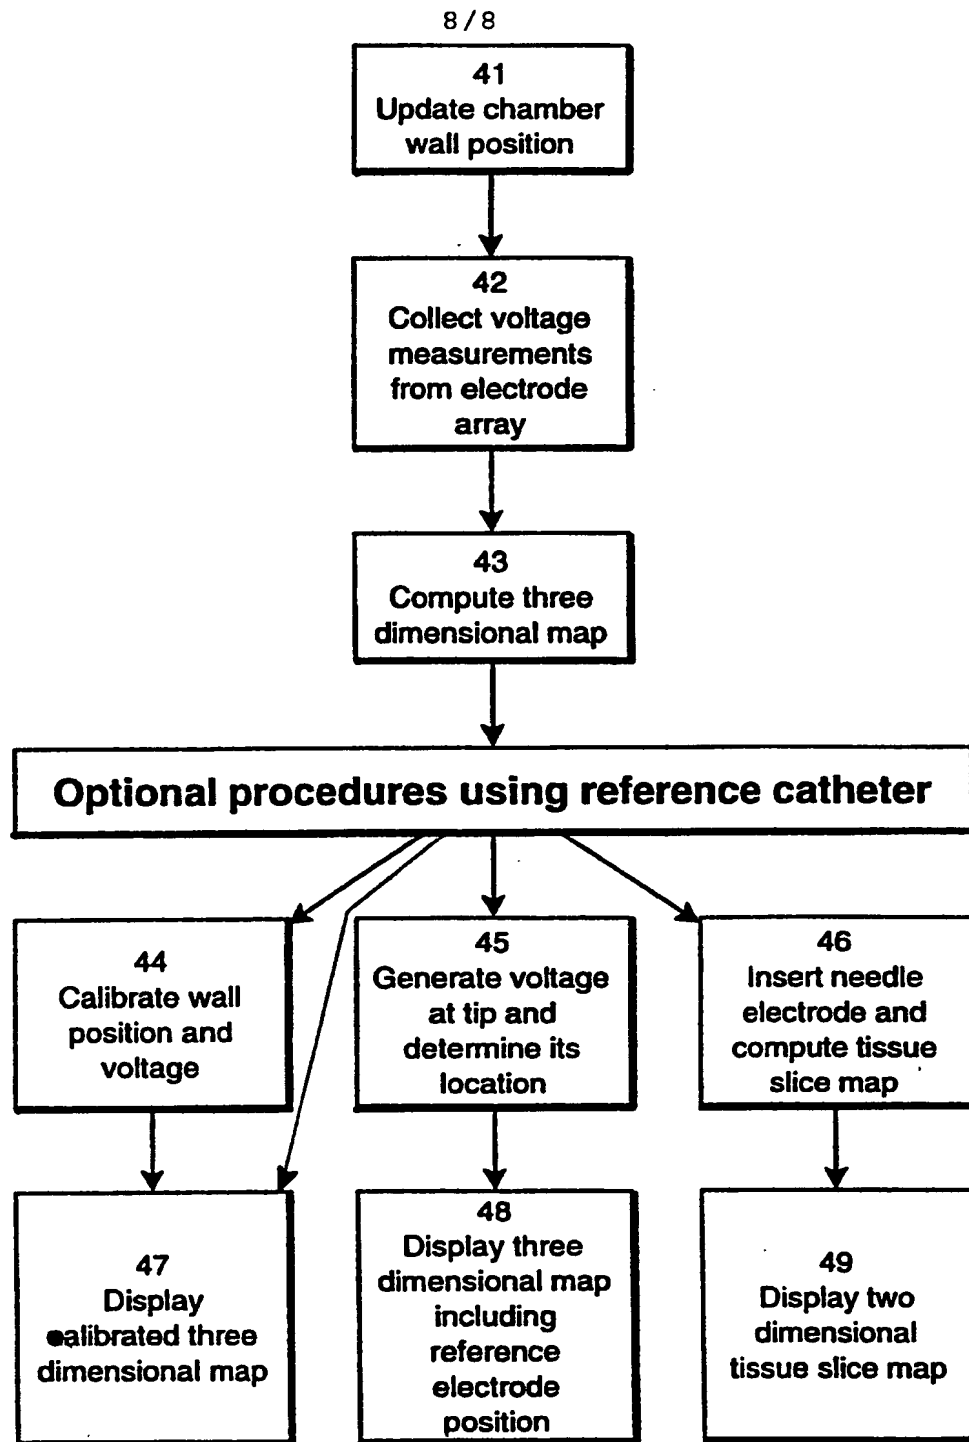 8/8
41
Update chamber
wall position
42
Collect voltage
measurements
from electrode
array
43
Compute three
dimensional map
Optional procedures using reference catheter
44
Calibrate wall
position and
voltage
45
Generate voltage
at tip and
determine its
location
46
Insert needle
electrode and
compute tissue
slice map
47
Display
calibrated three
dimensional map
48
Display three
dimensional map
including
reference
electrode
position
49
Display two
dimensional
tissue slice map